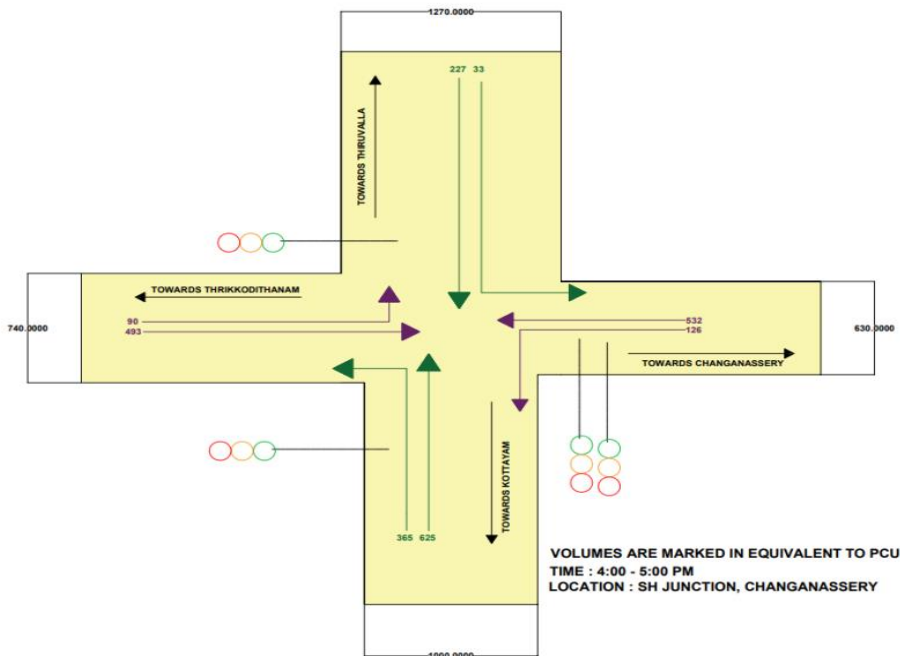 1270.0000
227 33
TOWARDS THIRUVALLA
TOWARDS THRIKKODITHANAM
90
493
740.0000
532
126
630.0000
TOWARDS CHANGANASSERY
TOWARDS KOTTAYAM
365 625
VOLUMES ARE MARKED IN EQUIVALENT TO PCU
TIME : 4:00 - 5:00 PM
LOCATION : SH JUNCTION, CHANGANASSERY